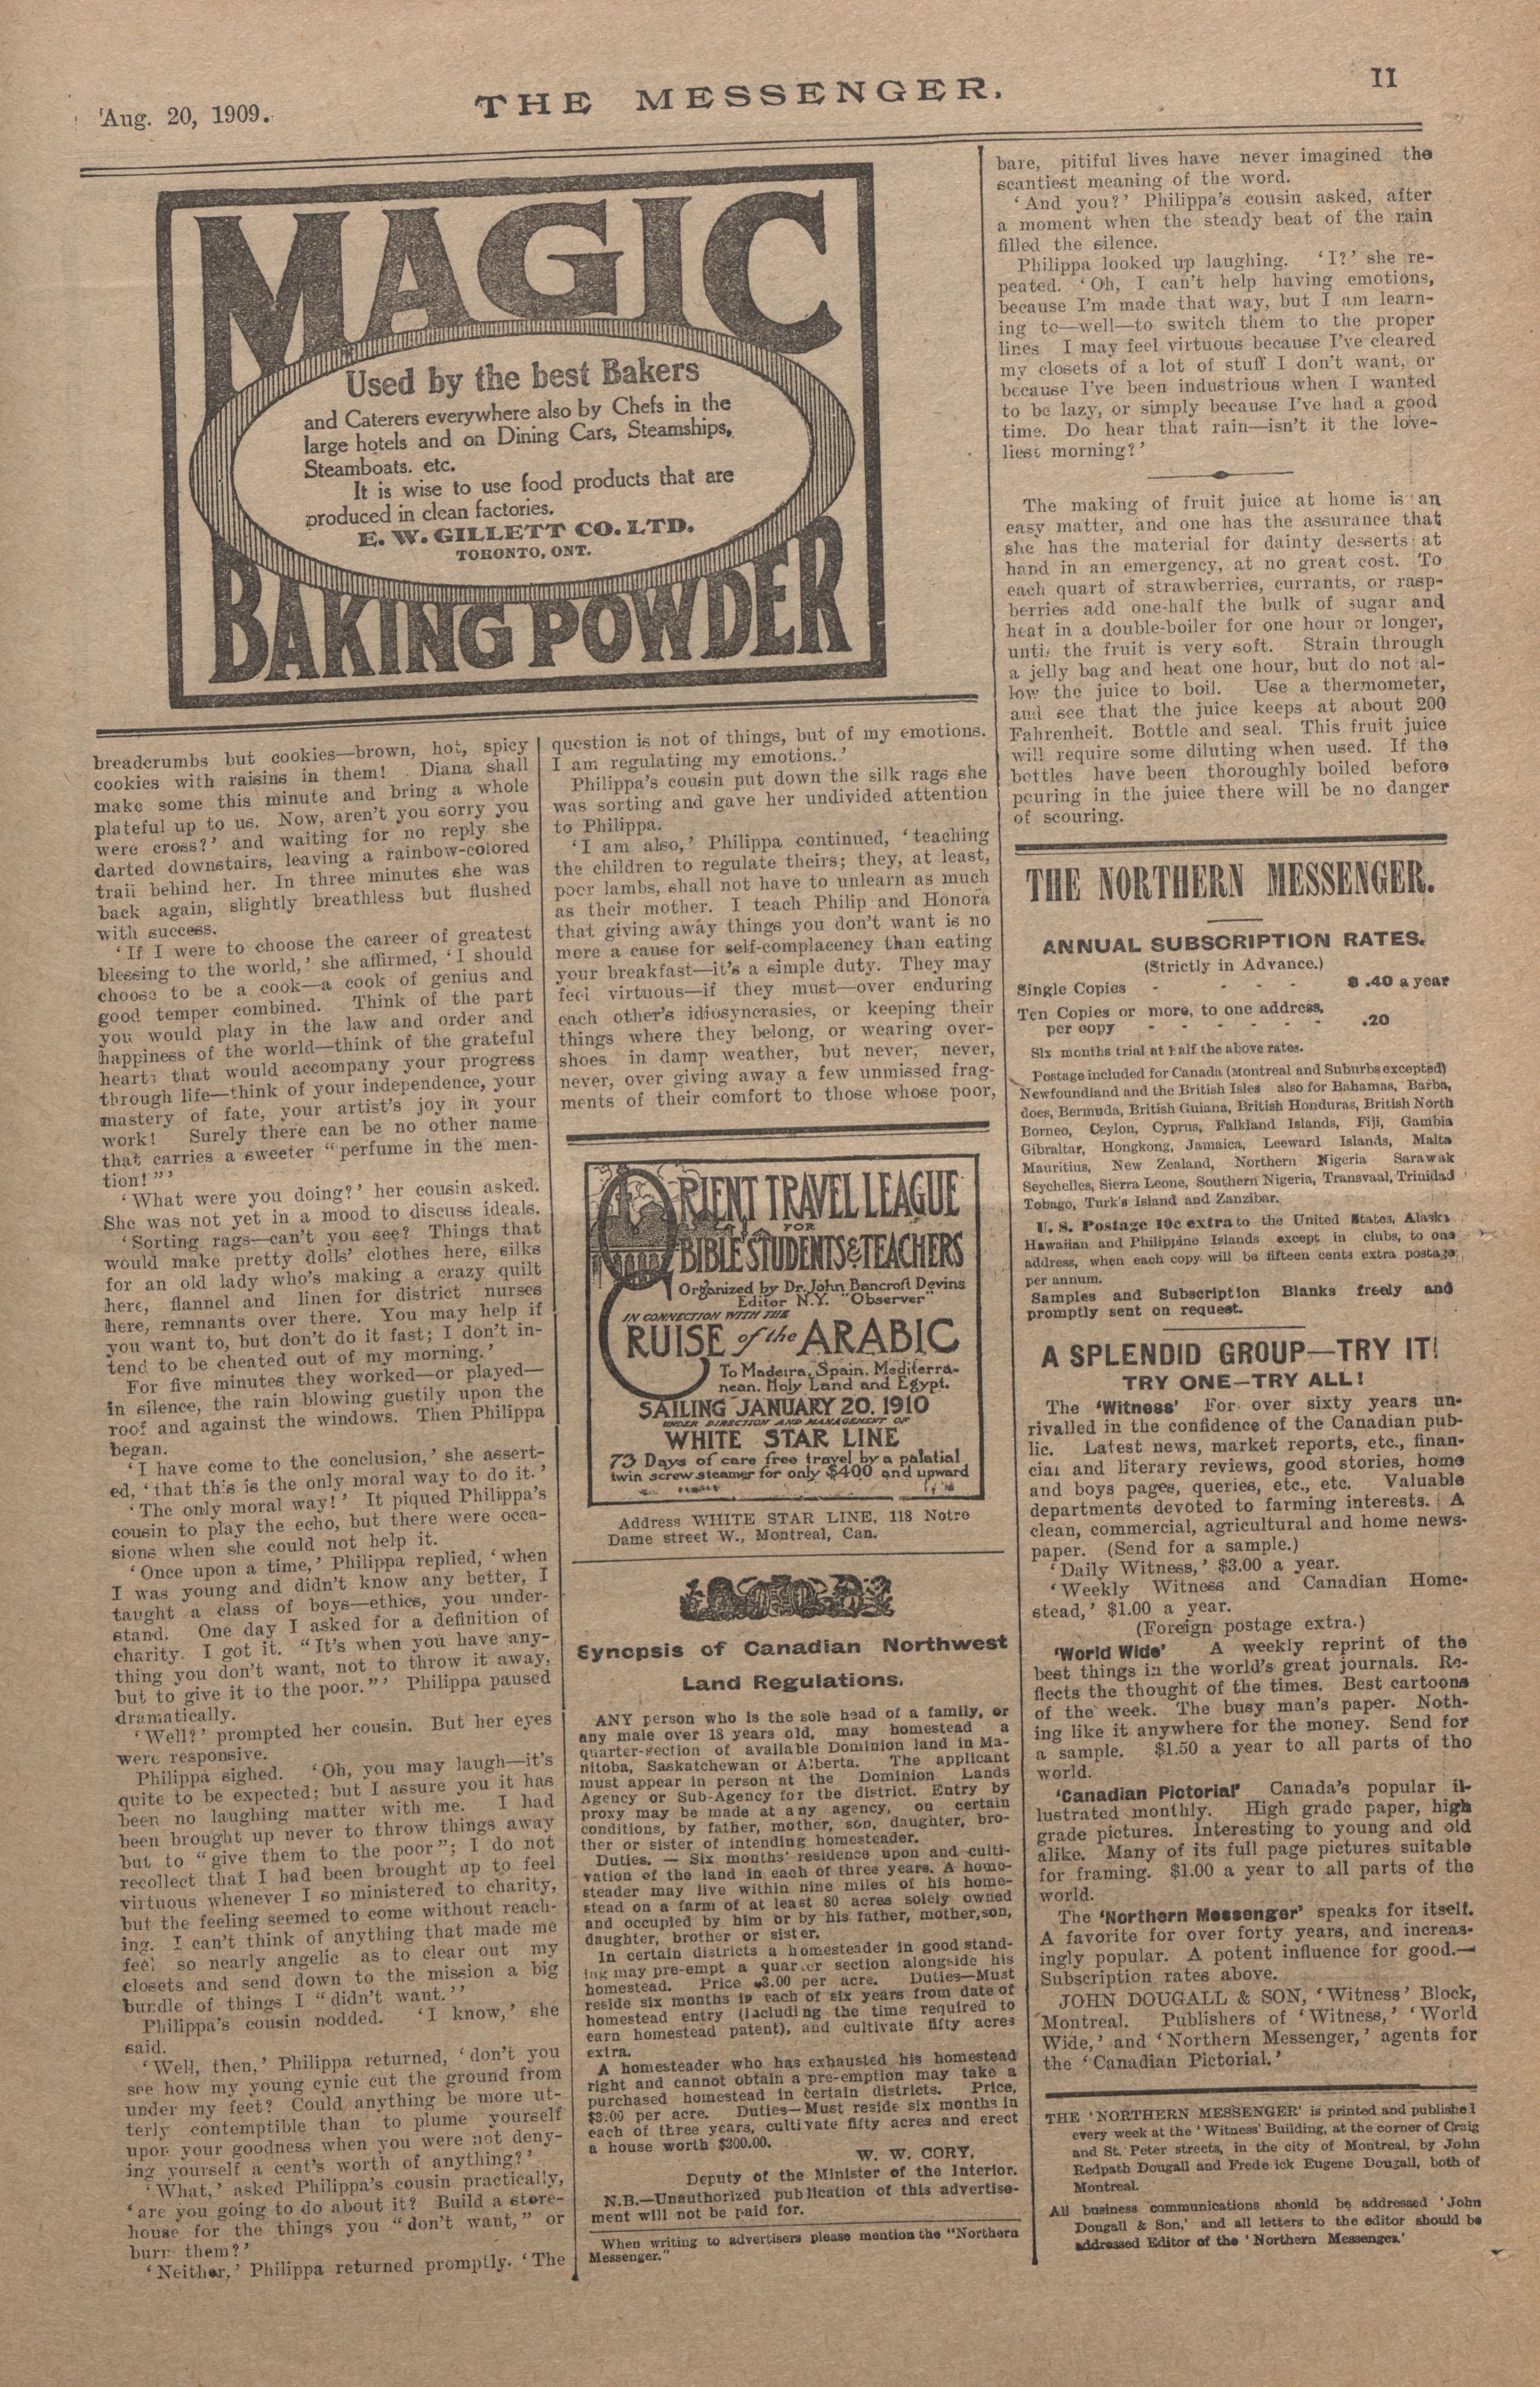 Aug. 20, 1909.
THE MESSENGER.
11
MAGIC
Used by the best Bakers
and Caterers everywhere also by Chefs in the
large hotels and on Dining Cars, Steamships,
Steamboats. etc.
It is wise to use food products that are
produced in clean factories.
E. W. GILLETT CO. LTD.
TORONTO, ONT.
BAKING POWDER
breadcrumbs but cookies—brown, hot, spicy
cookies with raisins in them! Diana shall
make some this minute and bring a whole
plateful up to us. Now, aren't you sorry you
were cross?' and waiting for no reply she
darted downstairs, leaving a rainbow-colored
trail behind her. In three minutes she was
back again, slightly breathless but flushed
with success.
'If I were to choose the career of greatest
blessing to the world,' she affirmed, 'I should
choose to be a cook—a cook of genius and
good temper combined. Think of the part
you would play in the law and order and
happiness of the world—think of the grateful
hearts that would accompany your progress
through life—think of your independence, your
mastery of fate, your artist's joy in your
work! Surely there can be no other name
that carries a sweeter "perfume in the men-
tion!"'
'What were you doing?' her cousin asked.
She was not yet in a mood to discuss ideals.
'Sorting rags—can't you see? Things that
would make pretty dolls' clothes here, silks
for an old lady who's making a crazy quilt
here, flannel and linen for district nurses
here, remnants over there. You may help if
you want to, but don't do it fast; I don't in-
tend to be cheated out of my morning.'
For five minutes they worked—or played—
in silence, the rain blowing gustily upon the
roof and against the windows. Then Philippa
began.
'I have come to the conclusion,' she assert-
ed, 'that this is the only moral way to do it.'
'The only moral way!' It piqued Philippa's
cousin to play the echo, but there were occa-
sions when she could not help it.
'Once upon a time,' Philippa replied, 'when
I was young and didn't know any better, I
taught a class of boys—ethics, you under-
stand. One day I asked for a definition of
charity. I got it. "It's when you have any-
thing you don't want, not to throw it away,
but to give it to the poor."' Philippa paused
dramatically.
'Well?' prompted her cousin. But her eyes
were responsive.
Philippa sighed. 'Oh, you may laugh—it's
quite to be expected; but I assure you it has
been no laughing matter with me. I had
been brought up never to throw things away
but to "give them to the poor"; I do not
recollect that I had been brought up to feel
virtuous whenever I so ministered to charity,
but the feeling seemed to come without reach-
ing. I can't think of anything that made me
feel so nearly angelic as to clear out my
closets and send down to the mission a big
bundle of things I "didn't want."
Philippa's cousin nodded. 'I know,' she
said.
'Well, then,' Philippa returned, 'don't you
see how my young cynic cut the ground from
under my feet? Could anything be more ut-
terly contemptible than to plume yourself
upon your goodness when you were not deny-
ing yourself a cent's worth of anything?'
'What,' asked Philippa's cousin practically,
'are you going to do about it? Build a store-
house for the things you "don't want," or
burn them?'
'Neither,' Philippa returned promptly. 'The
question is not of things, but of my emotions.
I am regulating my emotions.'
Philippa's cousin put down the silk rags she
was sorting and gave her undivided attention
to Philippa.
'I am also,' Philippa continued, 'teaching
the children to regulate theirs; they, at least,
poor lambs, shall not have to unlearn as much
as their mother. I teach Philip and Honora
that giving away things you don't want is no
more a cause for self-complacency than eating
your breakfast—it's a simple duty. They may
feel virtuous—if they must—over enduring
each other's idiosyncrasies, or keeping their
things where they belong, or wearing over-
shoes in damp weather, but never, never,
never, over giving away a few unmissed frag-
ments of their comfort to those whose poor,
ORIENT TRAVEL LEAGUE
FOR
BIBLE STUDENTS & TEACHERS
Organized by Dr. John Bancroft Devins
Editor N.Y. "Observer"
IN CONNECTION WITH THE
CRUISE of the ARABIC
To Madeira, Spain, Mediterra-
nean, Holy Land and Egypt.
SAILING JANUARY 20, 1910
UNDER DIRECTION AND MANAGEMENT OF
WHITE STAR LINE
73 Days of care free travel by a palatial
twin screw steamer for only $400 and upward
Address WHITE STAR LINE, 118 Notre
Dame street W., Montreal, Can.
Synopsis of Canadian Northwest
Land Regulations.
ANY person who is the sole head of a family, or
any male over 18 years old, may homestead a
quarter-section of available Dominion land in Ma-
nitoba, Saskatchewan or Alberta. The applicant
must appear in person at the Dominion Lands
Agency or Sub-Agency for the district. Entry by
proxy may be made at any agency, on certain
conditions, by father, mother, son, daughter, bro-
ther or sister of intending homesteader.
Duties. — Six months' residence upon and culti-
vation of the land in each of three years. A home-
steader may live within nine miles of his home-
stead on a farm of at least 80 acres solely owned
and occupied by him or by his father, mother, son,
daughter, brother or sister.
In certain districts a homesteader in good stand-
ing may pre-empt a quarter section alongside his
homestead. Price $3.00 per acre. Duties—Must
reside six months in each of six years from date of
homestead entry (including the time required to
earn homestead patent), and cultivate fifty acres
extra.
A homesteader who has exhausted his homestead
right and cannot obtain a pre-emption may take a
purchased homestead in certain districts. Price,
$3.00 per acre. Duties—Must reside six months in
each of three years, cultivate fifty acres and erect
a house worth $300.00.
W. W. CORY,
Deputy of the Minister of the Interior.
N.B.—Unauthorized publication of this advertise-
ment will not be paid for.
When writing to advertisers please mention the "Northern
Messenger."
bare, pitiful lives have never imagined the
scantiest meaning of the word.
'And you?' Philippa's cousin asked, after
a moment when the steady beat of the rain
filled the silence.
Philippa looked up laughing. 'I?' she re-
peated. 'Oh, I can't help having emotions,
because I'm made that way, but I am learn-
ing to—well—to switch them to the proper
lines I may feel virtuous because I've cleared
my closets of a lot of stuff I don't want, or
because I've been industrious when I wanted
to be lazy, or simply because I've had a good
time. Do hear that rain—isn't it the love-
liest morning?'
The making of fruit juice at home is an
easy matter, and one has the assurance that
she has the material for dainty desserts at
hand in an emergency, at no great cost. To
each quart of strawberries, currants, or rasp-
berries add one-half the bulk of sugar and
heat in a double-boiler for one hour or longer,
until the fruit is very soft. Strain through
a jelly bag and heat one hour, but do not al-
low the juice to boil. Use a thermometer,
and see that the juice keeps at about 200
Fahrenheit. Bottle and seal. This fruit juice
will require some diluting when used. If the
bottles have been thoroughly boiled before
pouring in the juice there will be no danger
of scouring.
THE NORTHERN MESSENGER.
ANNUAL SUBSCRIPTION RATES.
(Strictly in Advance.)
Single Copies - - - - $ .40 a year
Ten Copies or more, to one address,
per copy - - - - - - .20
Six months trial at half the above rates.
Postage included for Canada (Montreal and Suburbs excepted)
Newfoundland and the British Isles also for Bahamas, Barba,
does, Bermuda, British Guiana, British Honduras, British North
Borneo, Ceylon, Cyprus, Falkland Islands, Fiji, Gambia
Gibraltar, Hongkong, Jamaica, Leeward Islands, Malta
Mauritius, New Zealand, Northern Nigeria Sarawak
Seychelles, Sierra Leone, Southern Nigeria, Transvaal, Trinidad
Tobago, Turk's Island and Zanzibar.
U. S. Postage 10c extra to the United States, Alaska
Hawaiian and Philippine Islands except in clubs, to one
address, when each copy will be fifteen cents extra postage
per annum.
Samples and Subscription Blanks freely and
promptly sent on request.
A SPLENDID GROUP—TRY IT!
TRY ONE—TRY ALL!
The 'Witness' For over sixty years un-
rivalled in the confidence of the Canadian pub-
lic. Latest news, market reports, etc., finan-
cial and literary reviews, good stories, home
and boys pages, queries, etc., etc. Valuable
departments devoted to farming interests. A
clean, commercial, agricultural and home news-
paper. (Send for a sample.)
'Daily Witness,' $3.00 a year.
'Weekly Witness and Canadian Home-
stead,' $1.00 a year.
(Foreign postage extra.)
'World Wide' A weekly reprint of the
best things in the world's great journals. Re-
flects the thought of the times. Best cartoons
of the week. The busy man's paper. Noth-
ing like it anywhere for the money. Send for
a sample. $1.50 a year to all parts of the
world.
'Canadian Pictorial' Canada's popular il-
lustrated monthly. High grade paper, high
grade pictures. Interesting to young and old
alike. Many of its full page pictures suitable
for framing. $1.00 a year to all parts of the
world.
The 'Northern Messenger' speaks for itself.
A favorite for over forty years, and increas-
ingly popular. A potent influence for good.—
Subscription rates above.
JOHN DOUGALL & SON, 'Witness' Block,
Montreal. Publishers of 'Witness,' 'World
Wide,' and 'Northern Messenger,' agents for
the 'Canadian Pictorial.'
THE 'NORTHERN MESSENGER' is printed and published
every week at the 'Witness' Building, at the corner of Craig
and St. Peter streets, in the city of Montreal, by John
Redpath Dougall and Frederick Eugene Dougall, both of
Montreal.
All business communications should be addressed 'John
Dougall & Son,' and all letters to the editor should be
addressed Editor of the 'Northern Messenger.'